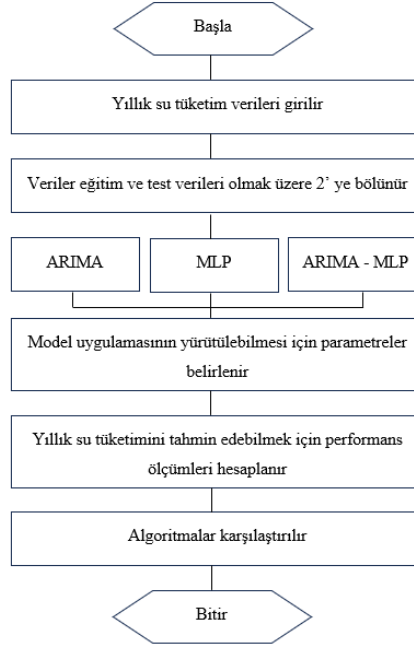 Başla
Yıllık su tüketim verileri girilir
Veriler eğitim ve test verileri olmak üzere 2’ ye bölünür
ARIMA
MLP
ARIMA - MLP
Model uygulamasının yürütülebilmesi için parametreler
belirlenir
Yıllık su tüketimini tahmin edebilmek için performans
ölçümleri hesaplanır
Algoritmalar karşılaştırılır
Bitir